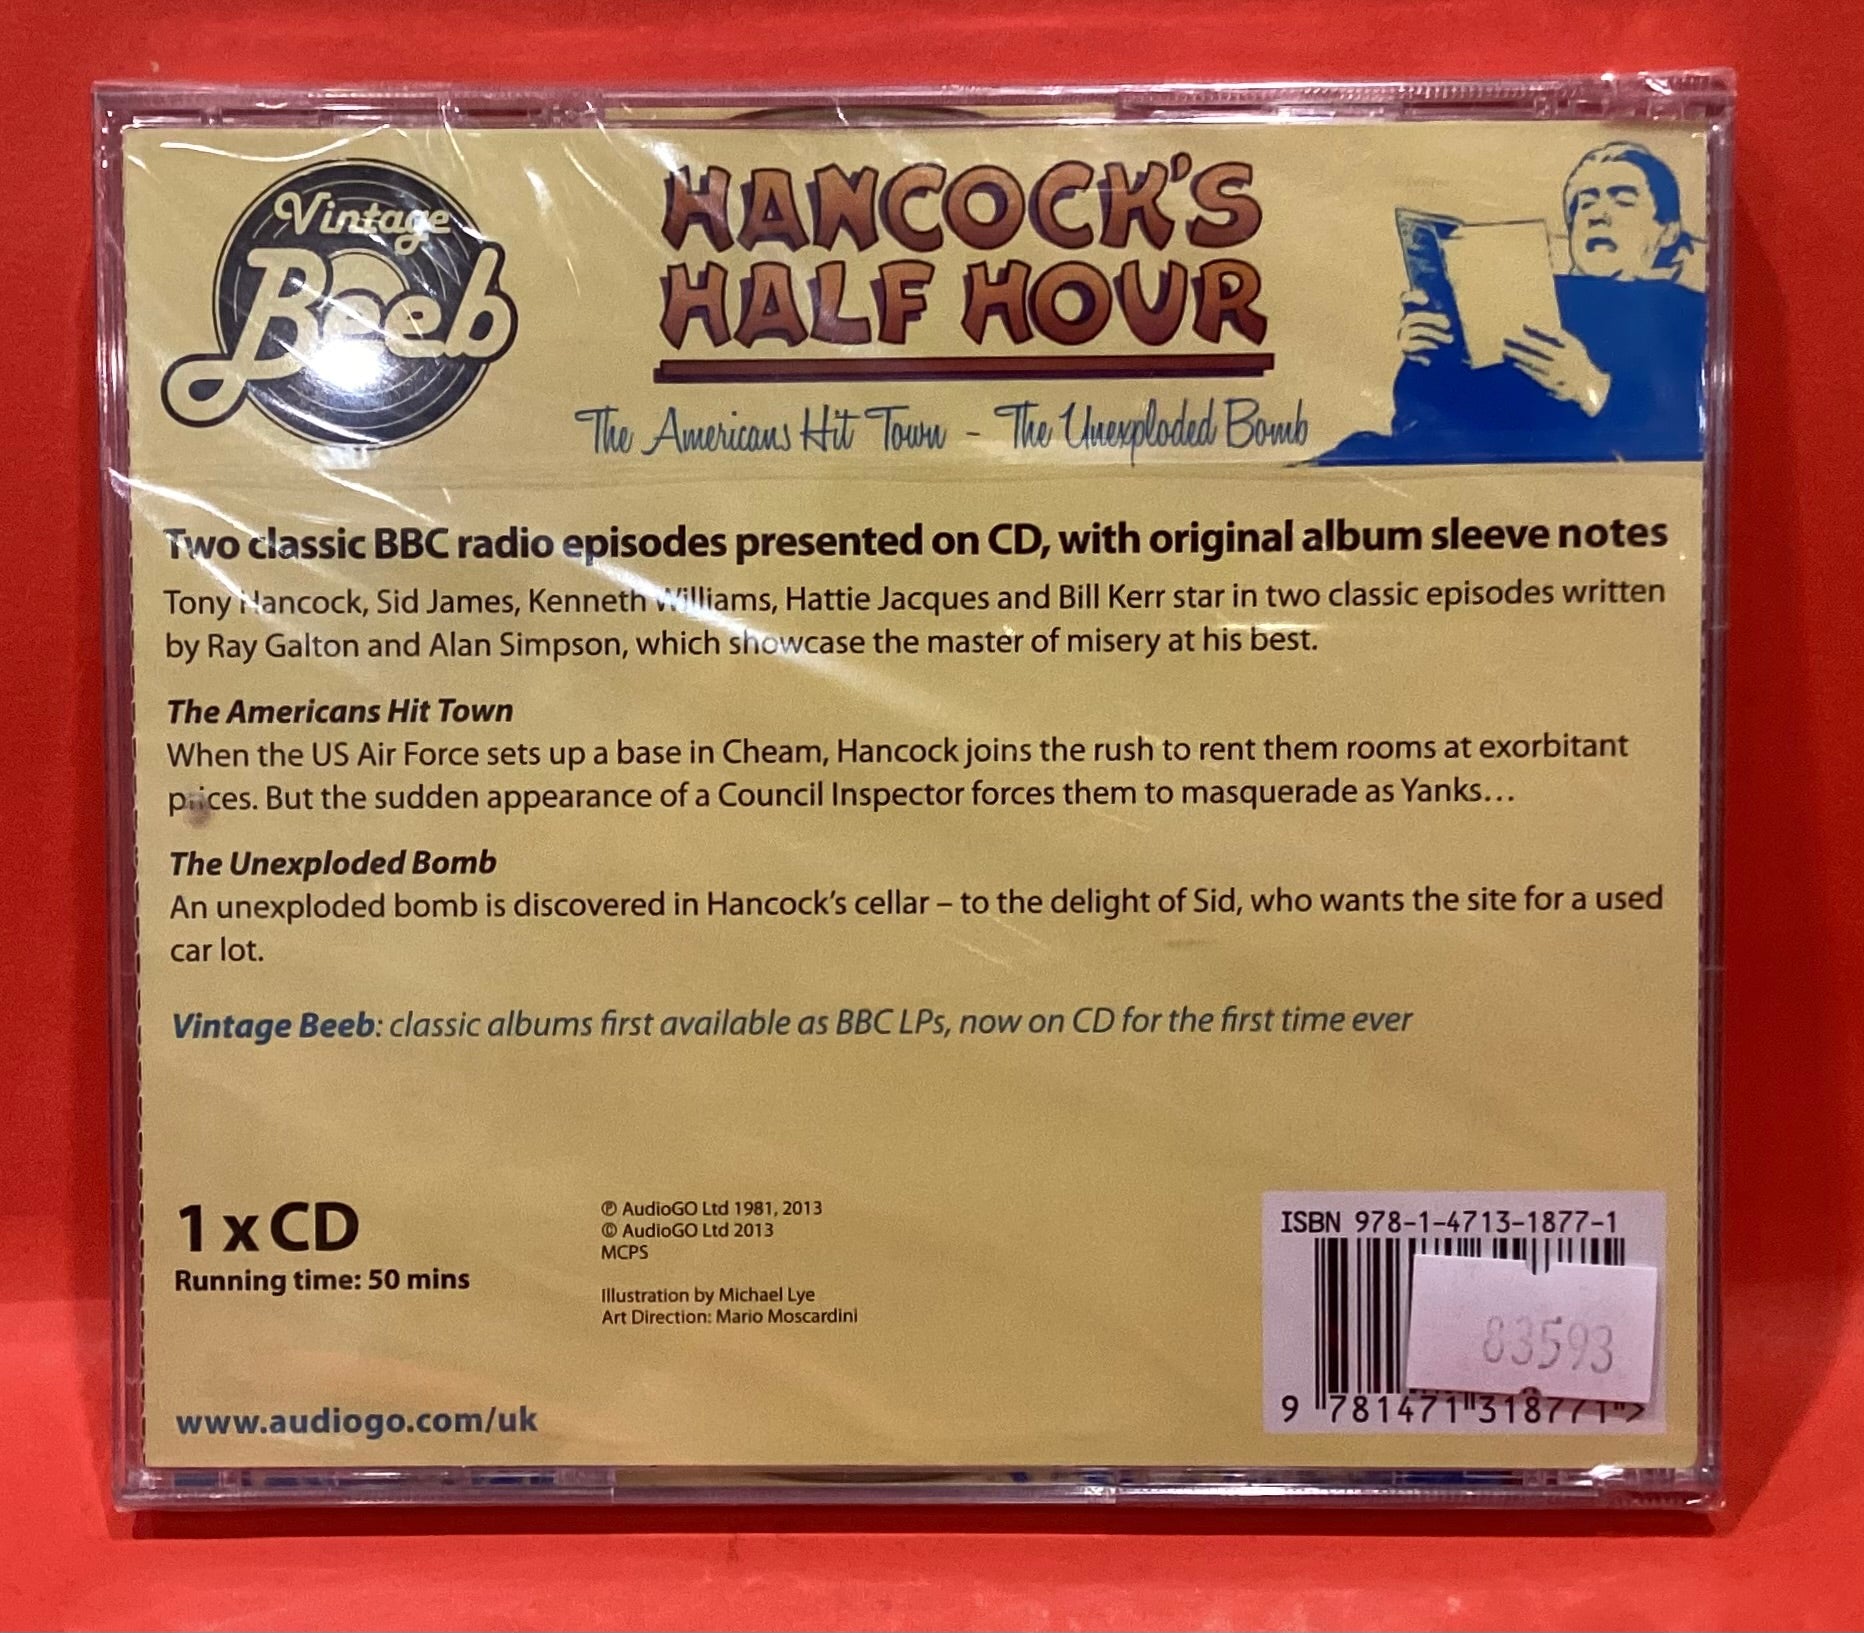 Vintage
Beeb
HANCOCK'S
HALF HOUR
The Americans Hit Town - The Unexploded Bomb
Two classic BBC radio episodes presented on CD, with original album sleeve notes
Tony Hancock, Sid James, Kenneth Williams, Hattie Jacques and Bill Kerr star in two classic episodes written
by Ray Galton and Alan Simpson, which showcase the master of misery at his best.
The Americans Hit Town
When the US Air Force sets up a base in Cheam, Hancock joins the rush to rent them rooms at exorbitant
prices. But the sudden appearance of a Council Inspector forces them to masquerade as Yanks…
The Unexploded Bomb
An unexploded bomb is discovered in Hancock's cellar – to the delight of Sid, who wants the site for a used
car lot.
Vintage Beeb: classic albums first available as BBC LPs, now on CD for the first time ever
1 x CD
Running time: 50 mins
℗ AudioGO Ltd 1981, 2013
© AudioGO Ltd 2013
MCPS
Illustration by Michael Lye
Art Direction: Mario Moscardini
www.audiogo.com/uk
ISBN 978-1-4713-1877-1
83593
9 781471 318771 >